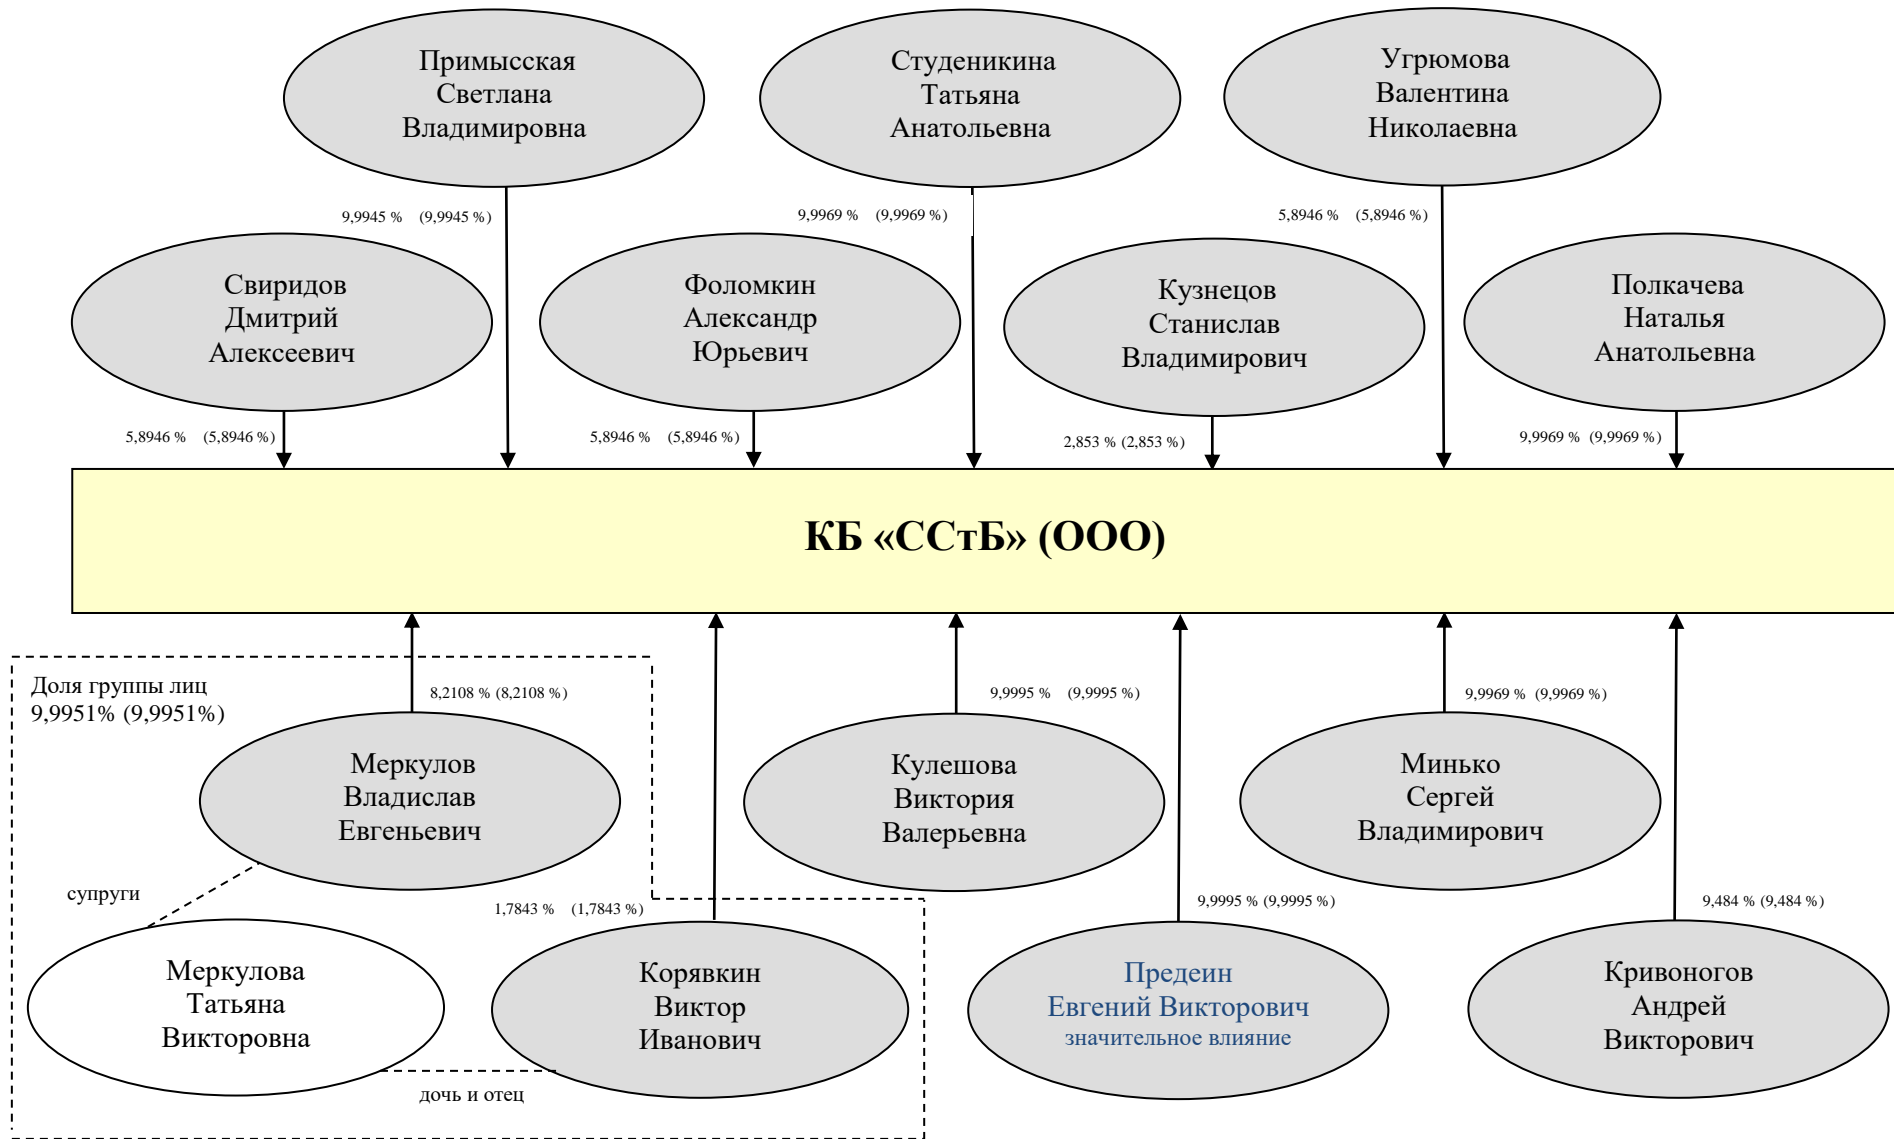 Примысская
Светлана
Владимировна
Студеникина
Татьяна
Анатольевна
Угрюмова
Валентина
Николаевна
9,9945 % (9,9945 %)
9,9969 % (9,9969 %)
5,8946 % (5,8946 %)
Свиридов
Дмитрий
Алексеевич
Фоломкин
Александр
Юрьевич
Кузнецов
Станислав
Владимирович
Полкачева
Наталья
Анатольевна
5,8946 % (5,8946 %)
5,8946 % (5,8946 %)
2,853 % (2,853 %)
9,9969 % (9,9969 %)
КБ «ССтБ» (ООО)
Доля группы лиц
9,9951% (9,9951%)
8,2108 % (8,2108 %)
9,9995 % (9,9995 %)
9,9969 % (9,9969 %)
Меркулов
Владислав
Евгеньевич
Кулешова
Виктория
Валерьевна
Минько
Сергей
Владимирович
супруги
1,7843 % (1,7843 %)
9,9995 % (9,9995 %)
9,484 % (9,484 %)
Меркулова
Татьяна
Викторовна
Корявкин
Виктор
Иванович
Предеин
Евгений Викторович
значительное влияние
Кривоногов
Андрей
Викторович
дочь и отец